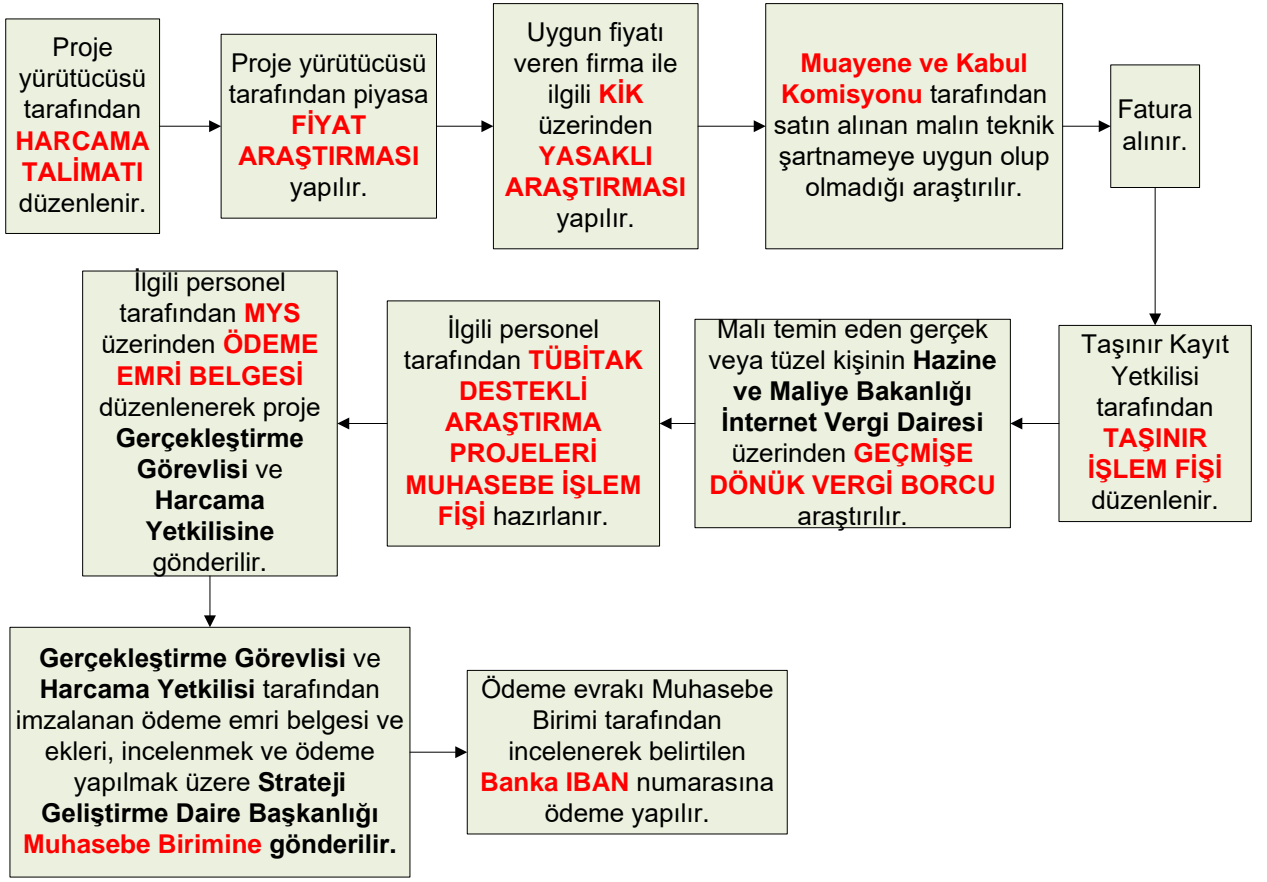 Proje
yürütücüsü
tarafından
HARCAMA
TALİMATI
düzenlenir.
Proje yürütücüsü
tarafından piyasa
FİYAT
ARAŞTIRMASI
yapılır.
Uygun fiyatı
veren firma ile
ilgili KİK
üzerinden
YASAKLI
ARAŞTIRMASI
yapılır.
Muayene ve Kabul
Komisyonu tarafından
satın alınan malın teknik
şartnameye uygun olup
olmadığı araştırılır.
Fatura
alınır.
Taşınır Kayıt
Yetkilisi
tarafından
TAŞINIR
İŞLEM FİŞİ
düzenlenir.
Malı temin eden gerçek
veya tüzel kişinin Hazine
ve Maliye Bakanlığı
İnternet Vergi Dairesi
üzerinden GEÇMİŞE
DÖNÜK VERGİ BORCU
araştırılır.
İlgili personel
tarafından TÜBİTAK
DESTEKLİ
ARAŞTIRMA
PROJELERİ
MUHASEBE İŞLEM
FİŞİ hazırlanır.
İlgili personel
tarafından MYS
üzerinden ÖDEME
EMRİ BELGESİ
düzenlenerek proje
Gerçekleştirme
Görevlisi ve
Harcama
Yetkilisine
gönderilir.
Gerçekleştirme Görevlisi ve
Harcama Yetkilisi tarafından
imzalanan ödeme emri belgesi ve
ekleri, incelenmek ve ödeme
yapılmak üzere Strateji
Geliştirme Daire Başkanlığı
Muhasebe Birimine gönderilir.
Ödeme evrakı Muhasebe
Birimi tarafından
incelenerek belirtilen
Banka IBAN numarasına
ödeme yapılır.